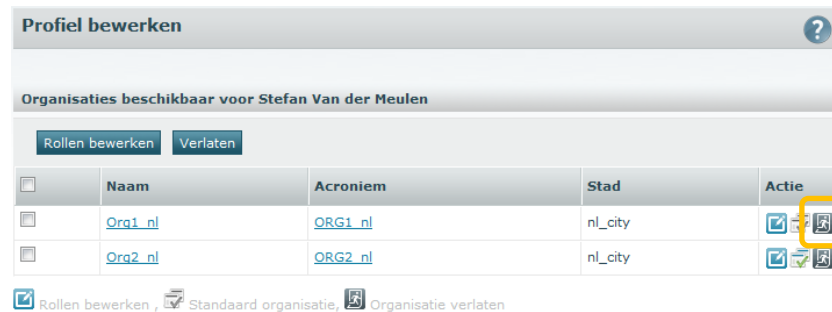 Profiel bewerken
?
Organisaties beschikbaar voor Stefan Van der Meulen
Rollen bewerken Verlaten
Naam Acroniem Stad Actie
Org1_nl ORG1_nl nl_city
Org2_nl ORG2_nl nl_city
Rollen bewerken , Standaard organisatie, Organisatie verlaten